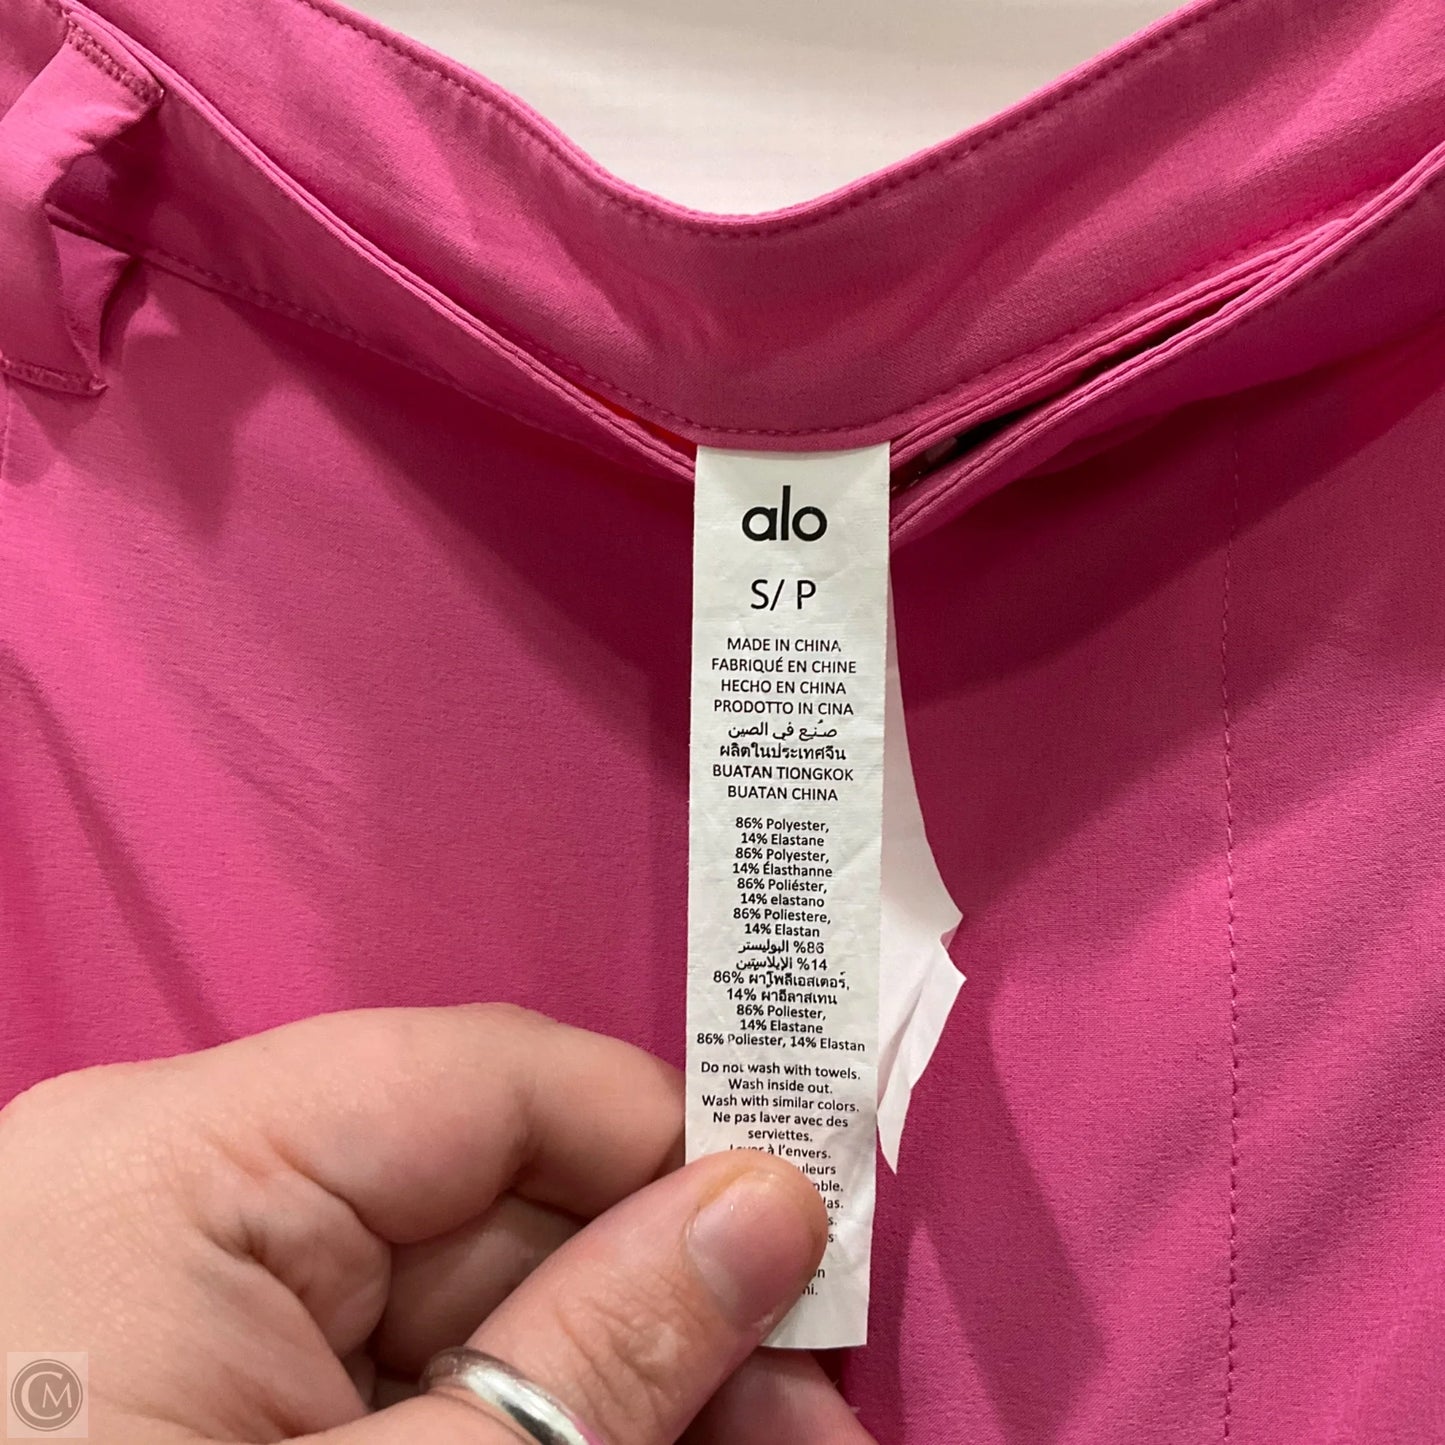 alo
S/ P
MADE IN CHINA
FABRIQUÉ EN CHINE
HECHO EN CHINA
PRODOTTO IN CINA
صُنِع في الصين
ผลิตในประเทศจีน
BUATAN TIONGKOK
BUATAN CHINA
86% Polyester,
14% Elastane
86% Polyester,
14% Élasthanne
86% Poliéster,
14% elastano
86% Poliestere,
14% Elastan
86% البوليستر
14% الإيلاستين
86% ผ้าโพลีเอสเตอร์,
14% ผ้าอีลาสเทน
86% Poliester,
14% Elastane
86% Poliester, 14% Elastan
Do not wash with towels.
Wash inside out.
Wash with similar colors.
Ne pas laver avec des
serviettes.
à l'envers.
CM